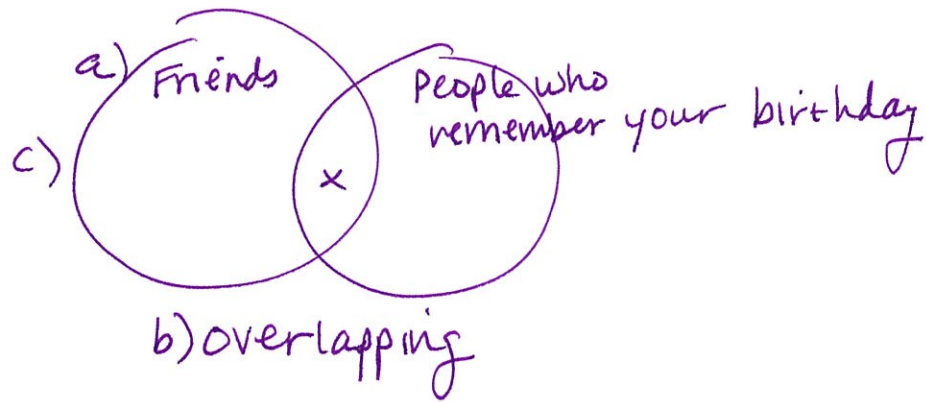 a) Friends
People who
remember your birthday
c)
x
b) overlapping